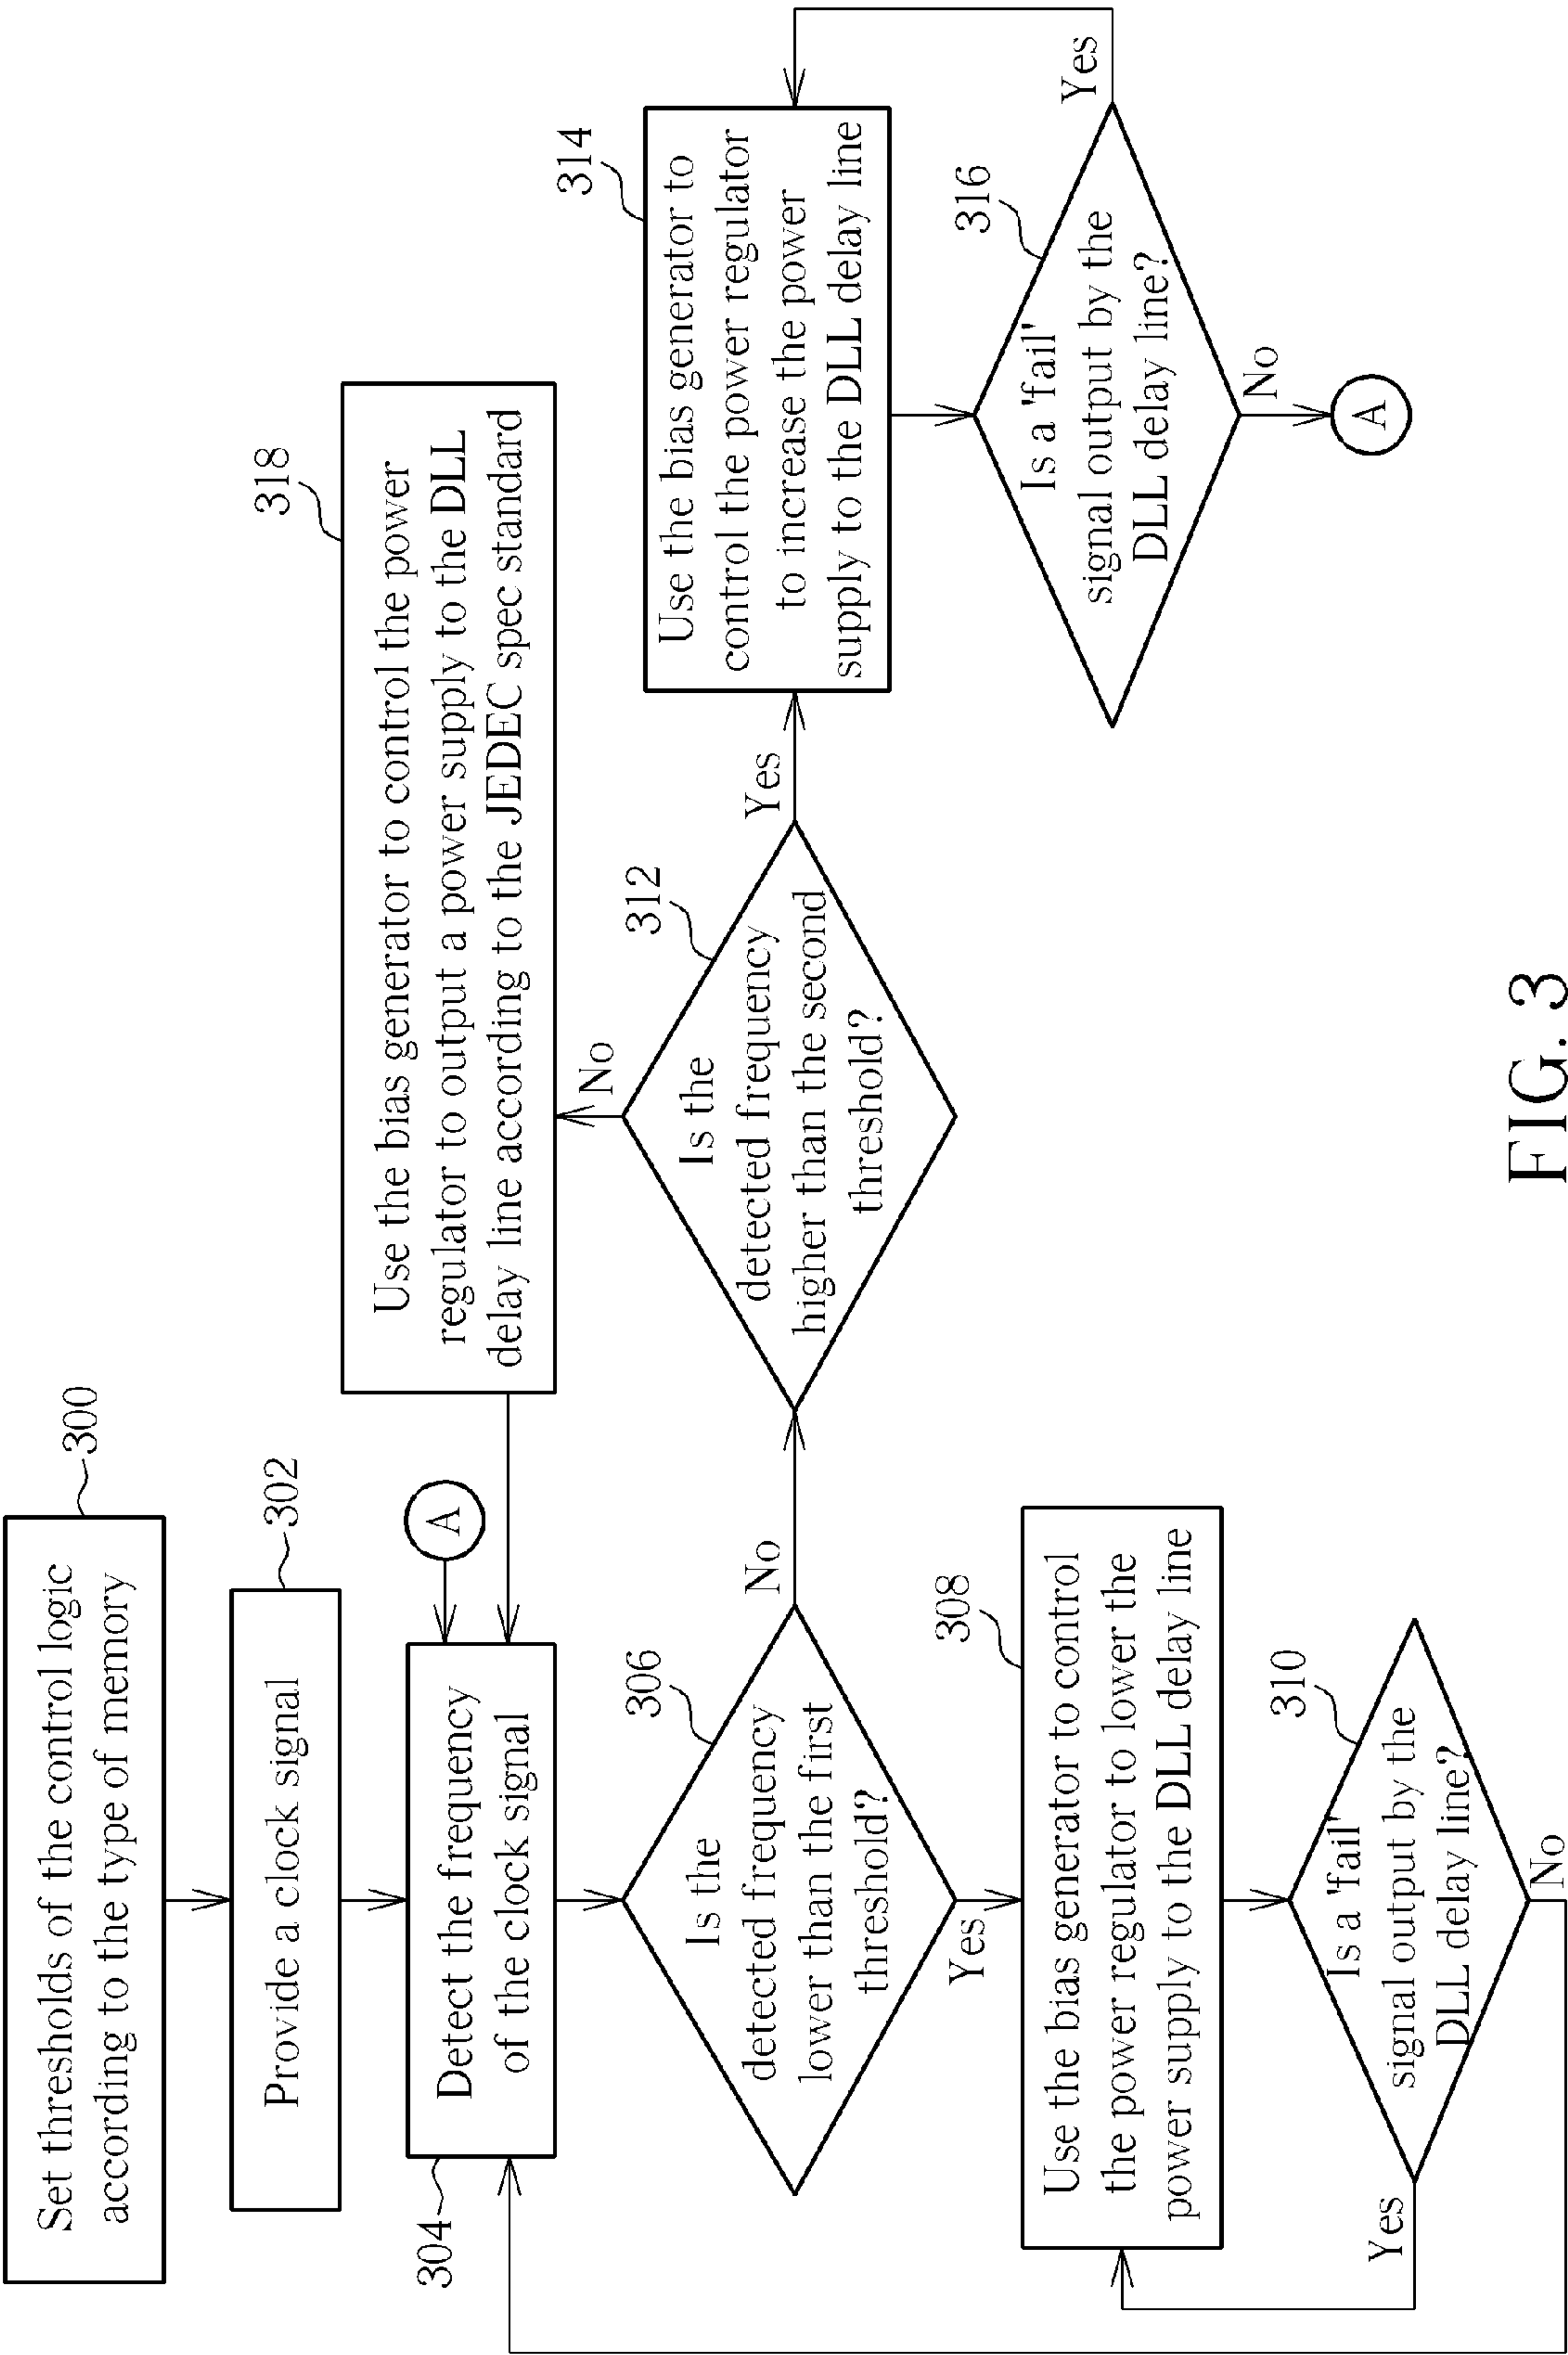 Set thresholds of the control logic
according to the type of memory
300
Provide a clock signal
302
A
Detect the frequency
of the clock signal
304
Is the
detected frequency
lower than the first
threshold?
306
No
Yes
Use the bias generator to control
the power regulator to lower the
power supply to the DLL delay line
308
Is a 'fail'
signal output by the
DLL delay line?
310
Yes
No
Is the
detected frequency
higher than the second
threshold?
312
No
Yes
Use the bias generator to control the power
regulator to output a power supply to the DLL
delay line according to the JEDEC spec standard
318
Use the bias generator to
control the power regulator
to increase the power
supply to the DLL delay line
314
Is a 'fail'
signal output by the
DLL delay line?
316
Yes
No
A
FIG. 3